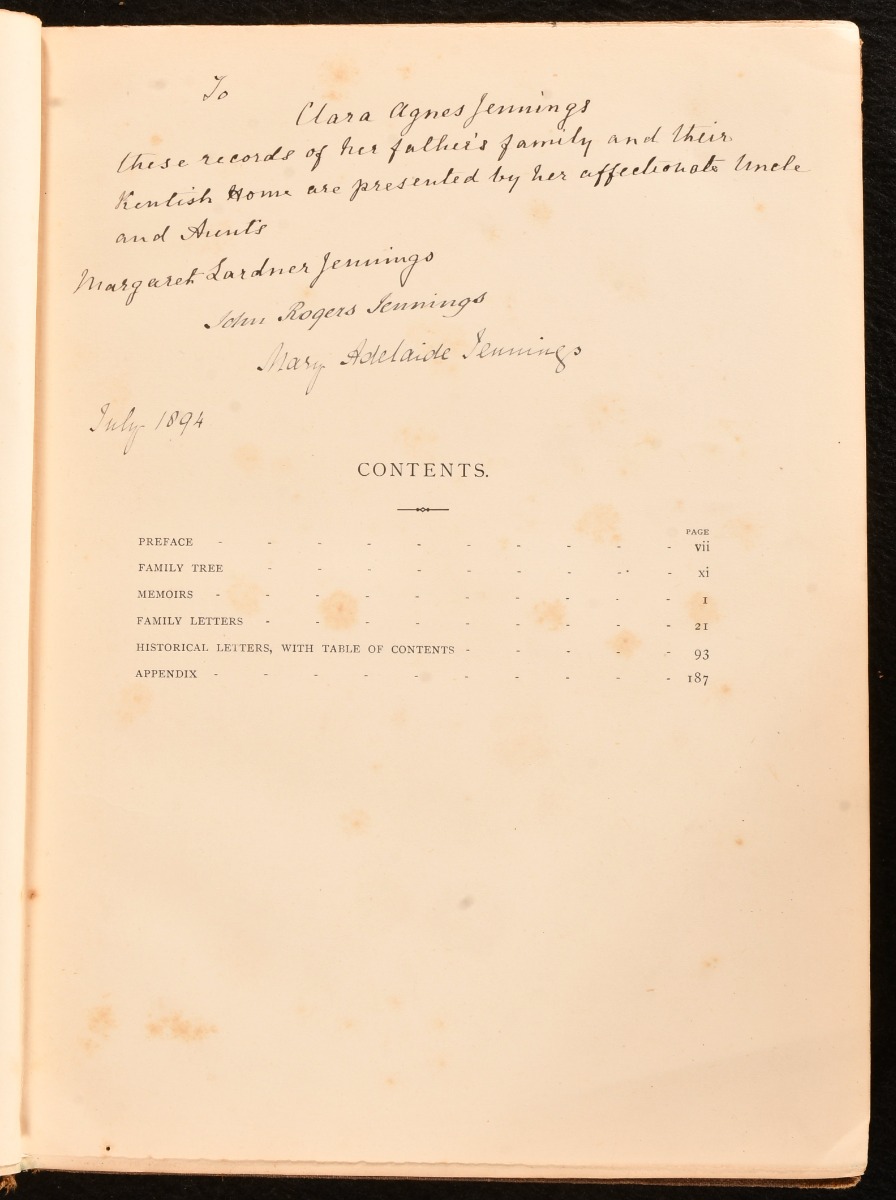 To
Clara Agnes Jennings
these records of her father's family and their
Kentish Home are presented by her affectionate Uncle
and Aunts
Margaret Lardner Jennings
John Rogers Jennings
Mary Adelaide Jennings
July 1894
CONTENTS.
PAGE
PREFACE - - - - - - - - - - vii
FAMILY TREE - - - - - - - - - xi
MEMOIRS - - - - - - - - - - 1
FAMILY LETTERS - - - - - - - - - 21
HISTORICAL LETTERS, WITH TABLE OF CONTENTS - - - - - 93
APPENDIX - - - - - - - - - - 187